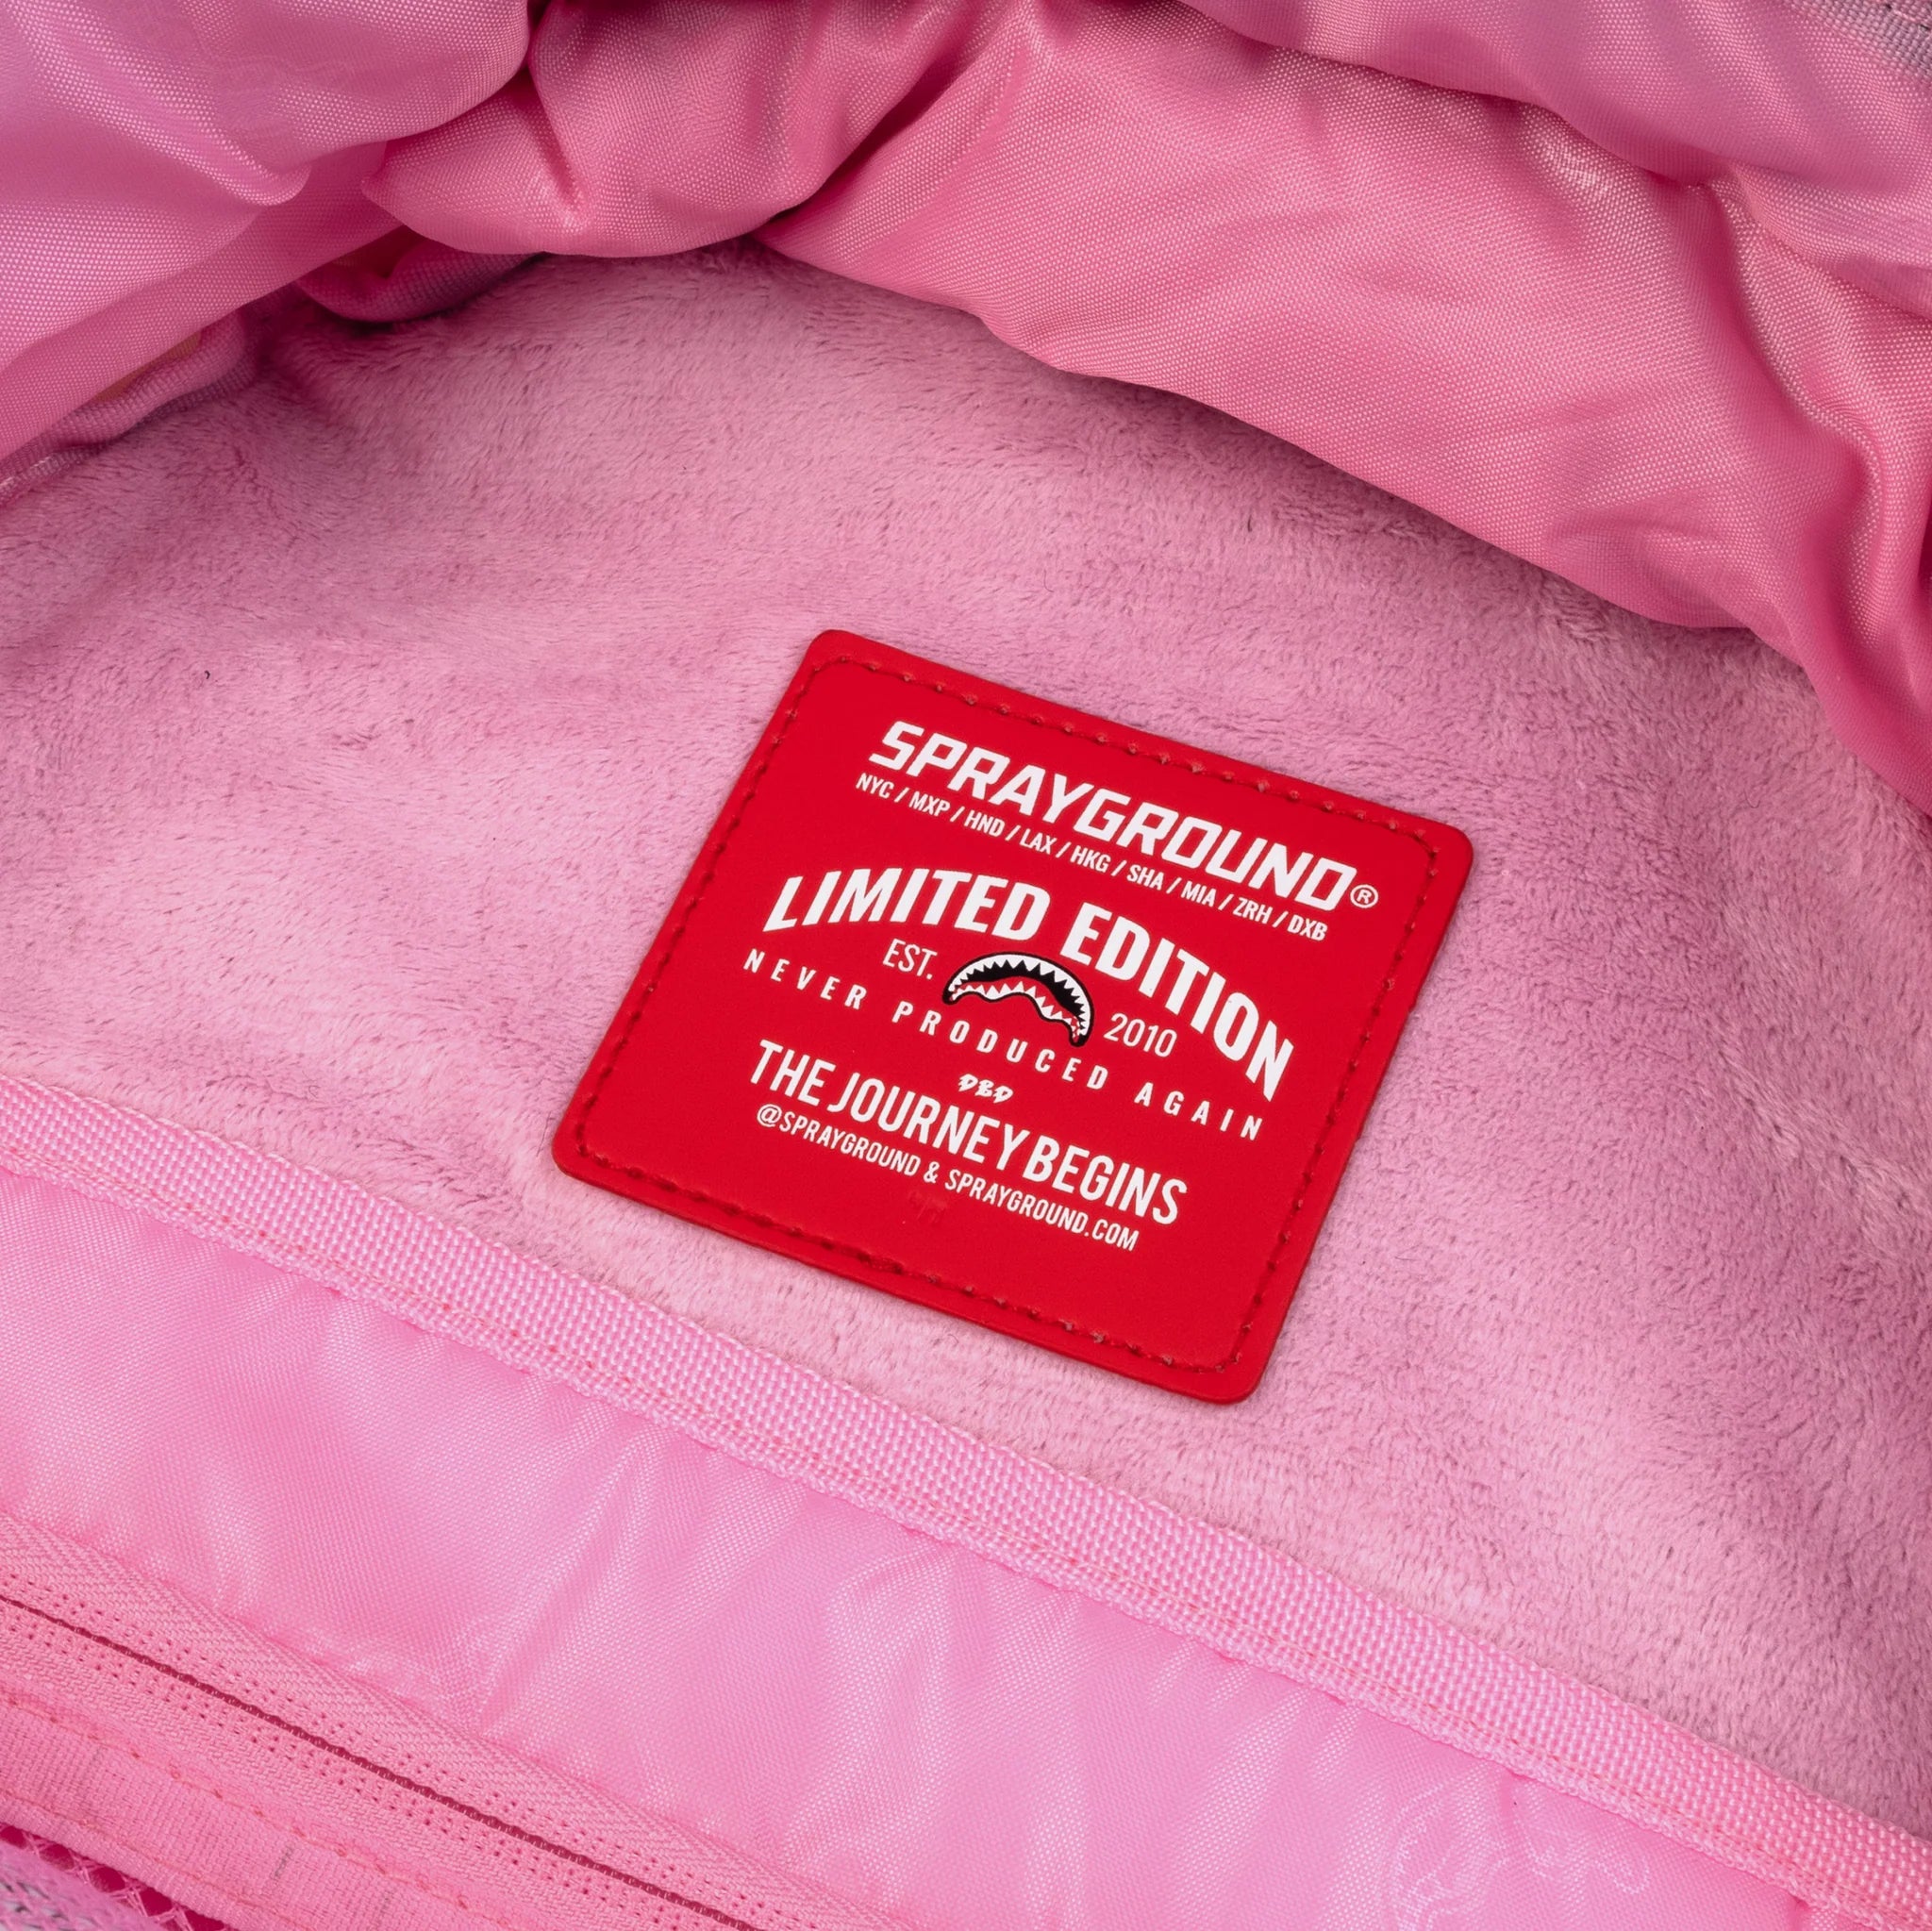 SPRAYGROUND®
NYC / MXP / HND / LAX / HKG / SHA / MIA / ZRH / DXB
LIMITED EDITION
EST. 2010
NEVER PRODUCED AGAIN
DBD
THE JOURNEY BEGINS
@SPRAYGROUND & SPRAYGROUND.COM